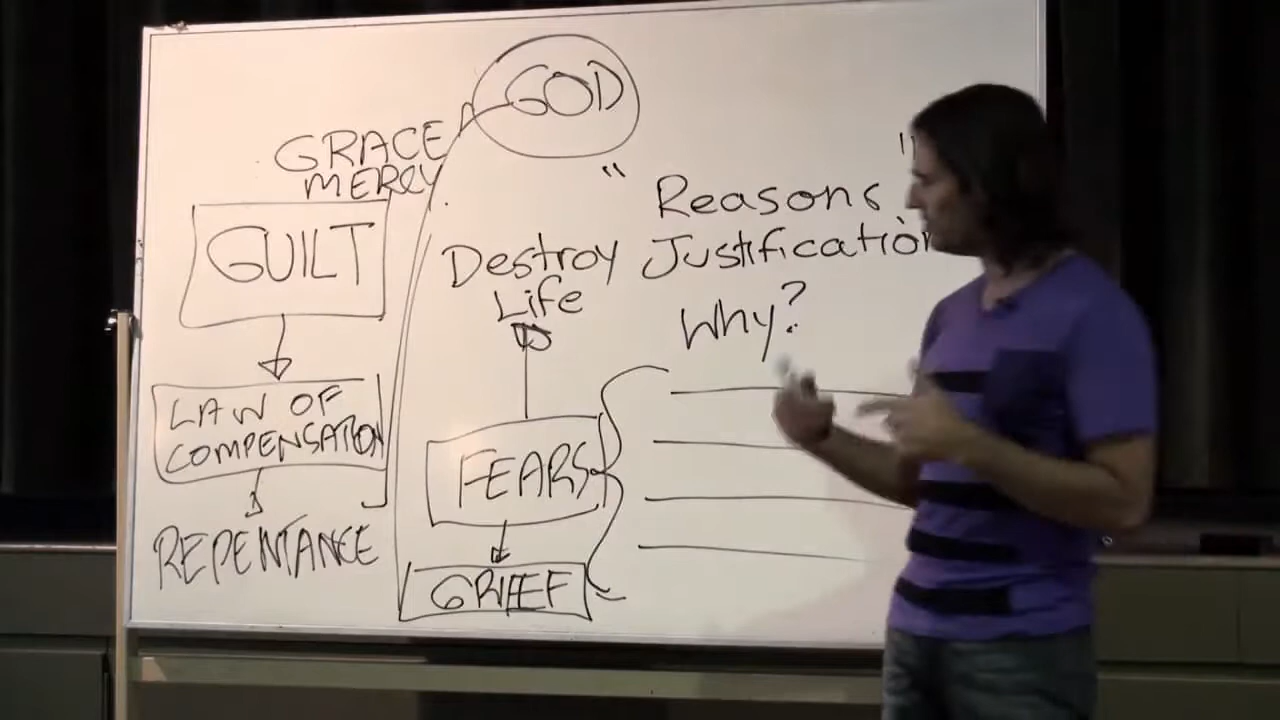 GOD
GRACE
MERCY
GUILT
LAW OF
COMPENSATION
REPENTANCE
Destroy
Life
FEARS
GRIEF
"Reasons
Justification
Why?